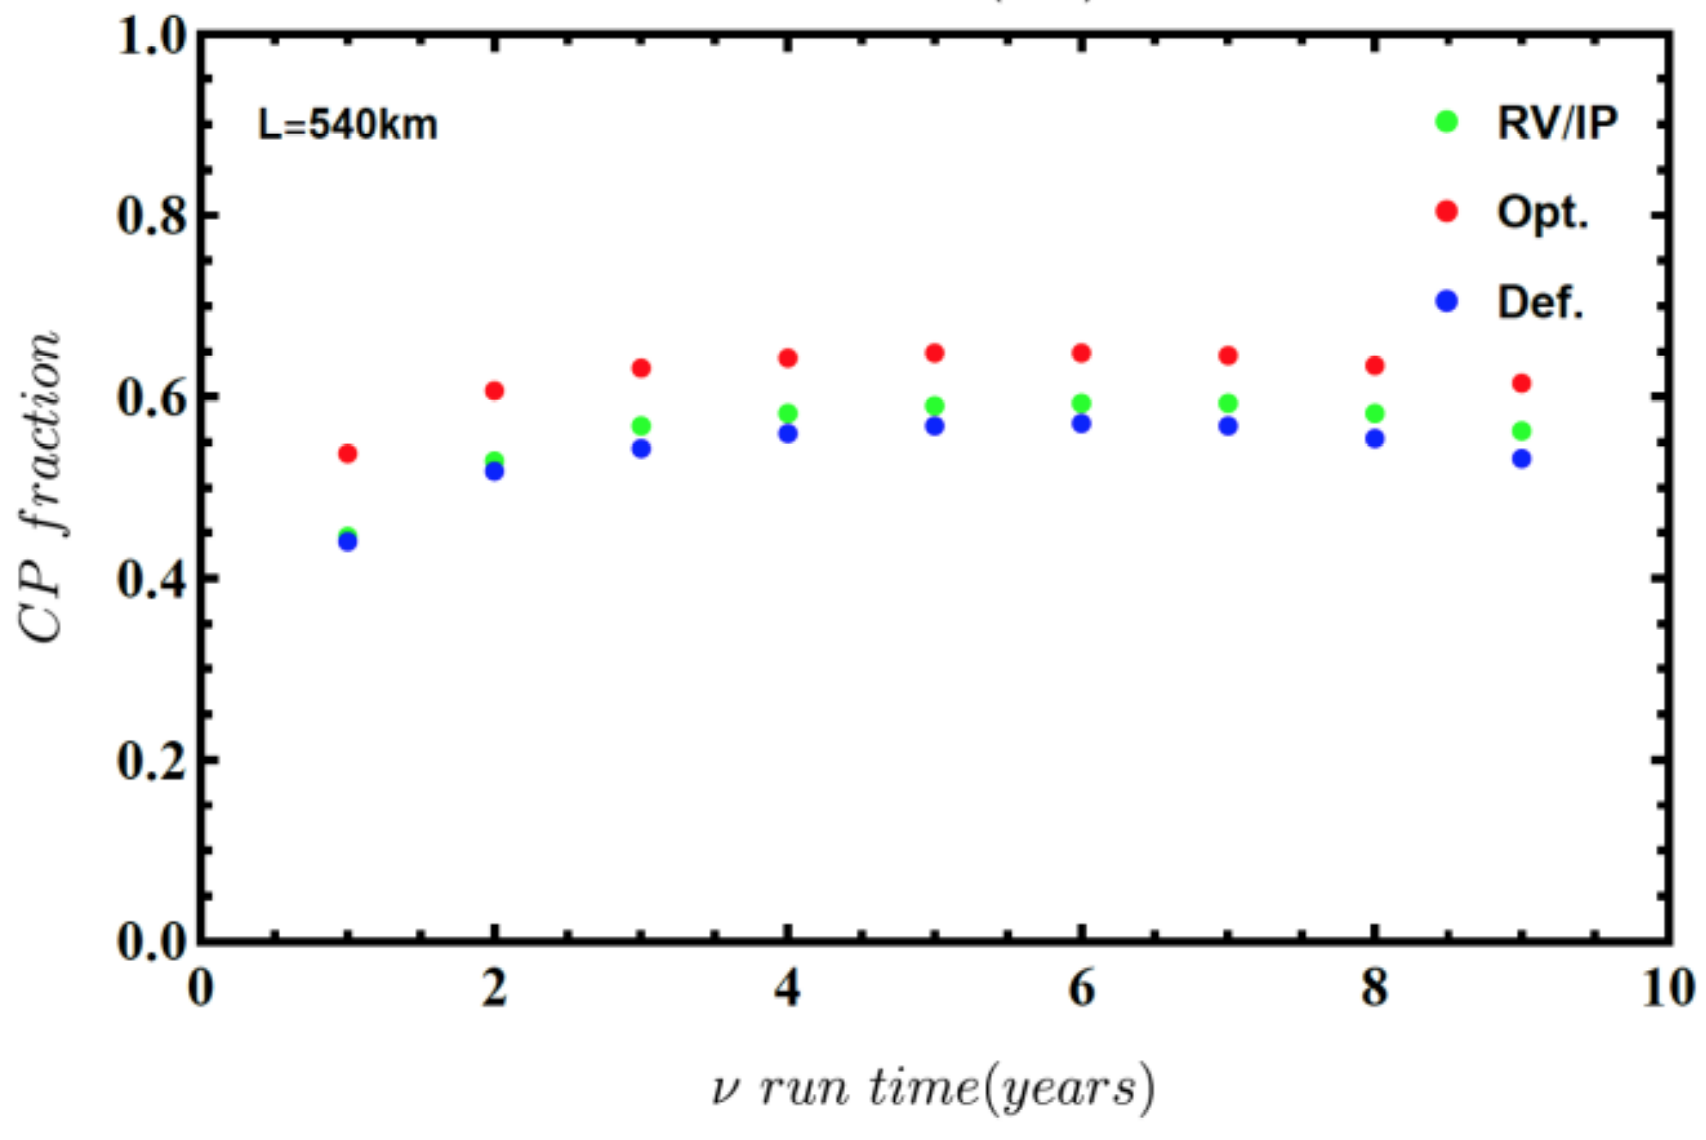 1.0
L=540km
RV/IP
Opt.
Def.
0.8
0.6
0.4
0.2
0.0
CP fraction
0 2 4 6 8 10
ν run time(years)